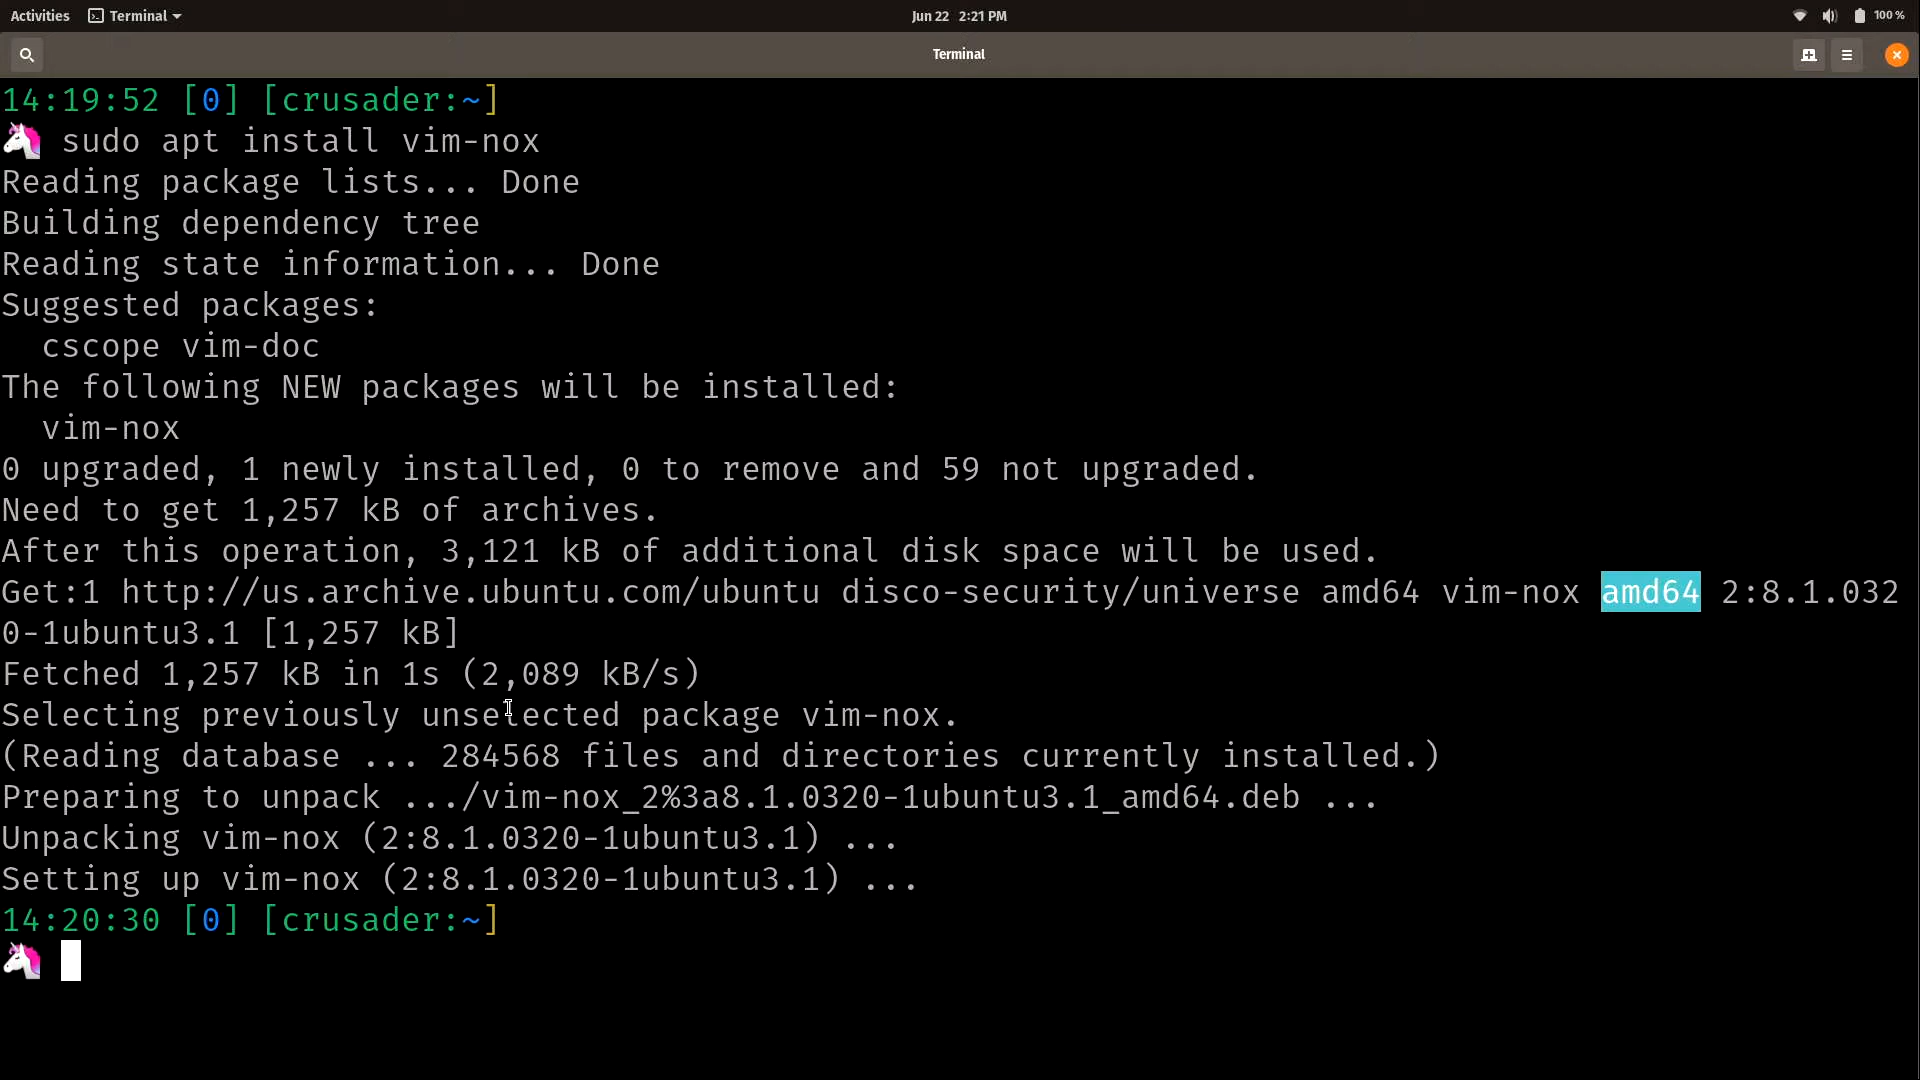 Activities Terminal Jun 22 2:21 PM 100 %
Terminal
14:19:52 [0] [crusader:~]
🦄 sudo apt install vim-nox
Reading package lists... Done
Building dependency tree
Reading state information... Done
Suggested packages:
  cscope vim-doc
The following NEW packages will be installed:
  vim-nox
0 upgraded, 1 newly installed, 0 to remove and 59 not upgraded.
Need to get 1,257 kB of archives.
After this operation, 3,121 kB of additional disk space will be used.
Get:1 http://us.archive.ubuntu.com/ubuntu disco-security/universe amd64 vim-nox amd64 2:8.1.032
0-1ubuntu3.1 [1,257 kB]
Fetched 1,257 kB in 1s (2,089 kB/s)
Selecting previously unselected package vim-nox.
(Reading database ... 284568 files and directories currently installed.)
Preparing to unpack .../vim-nox_2%3a8.1.0320-1ubuntu3.1_amd64.deb ...
Unpacking vim-nox (2:8.1.0320-1ubuntu3.1) ...
Setting up vim-nox (2:8.1.0320-1ubuntu3.1) ...
14:20:30 [0] [crusader:~]
🦄